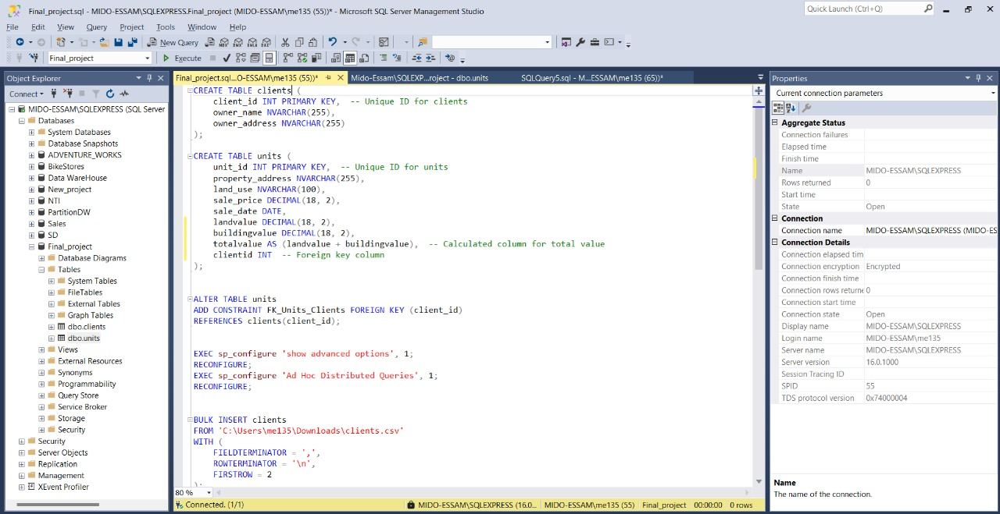 Final_project.sql - MIDO-ESSAM\SQLEXPRESS.Final_project (MIDO-ESSAM\me135 (55))* - Microsoft SQL Server Management Studio
Quick Launch (Ctrl+Q)
File Edit View Query Project Tools Window Help
New Query
Final_project
Execute
Object Explorer
Connect
MIDO-ESSAM\SQLEXPRESS (SQL Server
Databases
System Databases
Database Snapshots
ADVENTURE_WORKS
BikeStores
Data WareHouse
New_project
NTI
PartitionDW
Sales
SD
Final_project
Database Diagrams
Tables
System Tables
FileTables
External Tables
Graph Tables
dbo.clients
dbo.units
Views
External Resources
Synonyms
Programmability
Query Store
Service Broker
Storage
Security
Security
Server Objects
Replication
Management
XEvent Profiler
Final_project.sql...O-ESSAM\me135 (55))*
Mido-Essam\SQLEXP...roject - dbo.units
SQLQuery5.sql - M...ESSAM\me135 (65))*
CREATE TABLE clients (
client_id INT PRIMARY KEY, -- Unique ID for clients
owner_name NVARCHAR(255),
owner_address NVARCHAR(255)
);
CREATE TABLE units (
unit_id INT PRIMARY KEY, -- Unique ID for units
property_address NVARCHAR(255),
land_use NVARCHAR(100),
sale_price DECIMAL(18, 2),
sale_date DATE,
landvalue DECIMAL(18, 2),
buildingvalue DECIMAL(18, 2),
totalvalue AS (landvalue + buildingvalue), -- Calculated column for total value
clientid INT -- Foreign key column
);
ALTER TABLE units
ADD CONSTRAINT FK_Units_Clients FOREIGN KEY (client_id)
REFERENCES clients(client_id);
EXEC sp_configure 'show advanced options', 1;
RECONFIGURE;
EXEC sp_configure 'Ad Hoc Distributed Queries', 1;
RECONFIGURE;
BULK INSERT clients
FROM 'C:\Users\me135\Downloads\clients.csv'
WITH (
FIELDTERMINATOR = ',',
ROWTERMINATOR = '\n',
FIRSTROW = 2
);
80 %
Connected. (1/1)
MIDO-ESSAM\SQLEXPRESS (16.0... MIDO-ESSAM\me135 (55) Final_project 00:00:00 0 rows
Properties
Current connection parameters
Aggregate Status
Connection failures
Elapsed time
Finish time
Name MIDO-ESSAM\SQLEXPRESS
Rows returned 0
Start time
State Open
Connection
Connection name MIDO-ESSAM\SQLEXPRESS (MIDO-ES
Connection Details
Connection elapsed tim
Connection encryption Encrypted
Connection finish time
Connection rows returne 0
Connection start time
Connection state Open
Display name MIDO-ESSAM\SQLEXPRESS
Login name MIDO-ESSAM\me135
Server name MIDO-ESSAM\SQLEXPRESS
Server version 16.0.1000
Session Tracing ID
SPID 55
TDS protocol version 0x74000004
Name
The name of the connection.